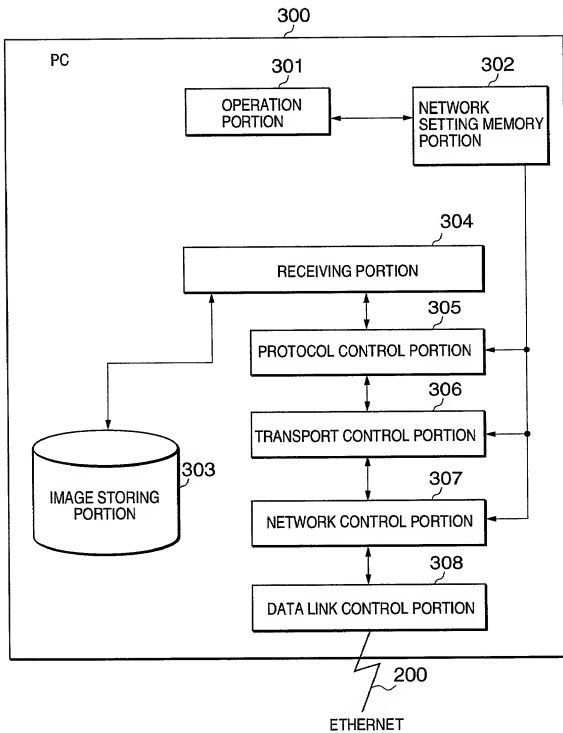 300
PC
301
OPERATION
PORTION
302
NETWORK
SETTING MEMORY
PORTION
304
RECEIVING PORTION
305
PROTOCOL CONTROL PORTION
306
TRANSPORT CONTROL PORTION
303
IMAGE STORING
PORTION
307
NETWORK CONTROL PORTION
308
DATA LINK CONTROL PORTION
200
ETHERNET